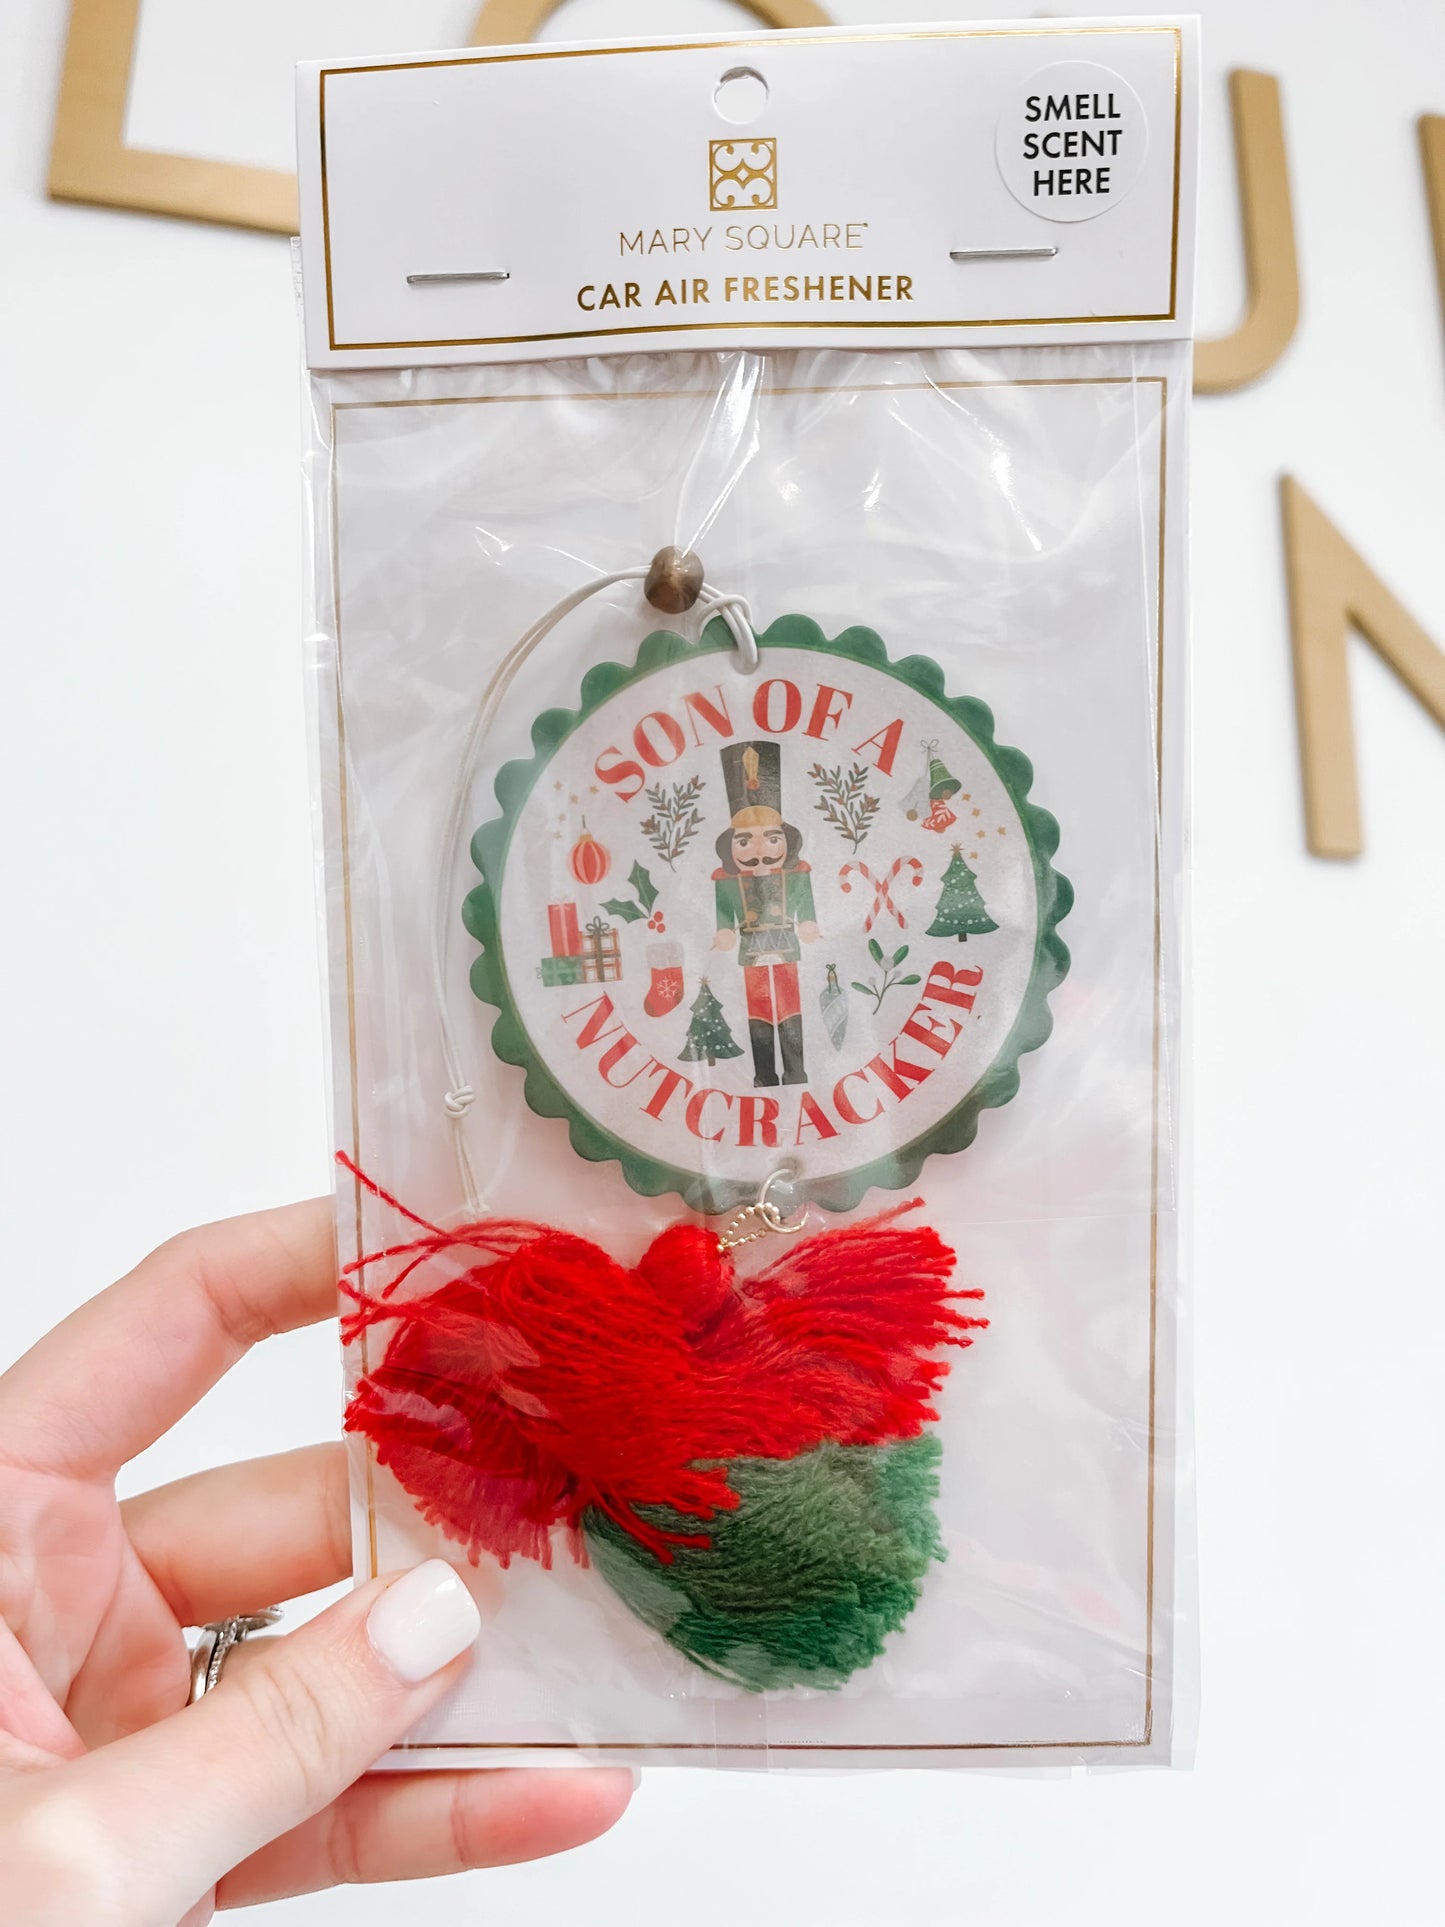 SMELL
SCENT
HERE
MARY SQUARE
CAR AIR FRESHENER
SON OF A
NUTCRACKER